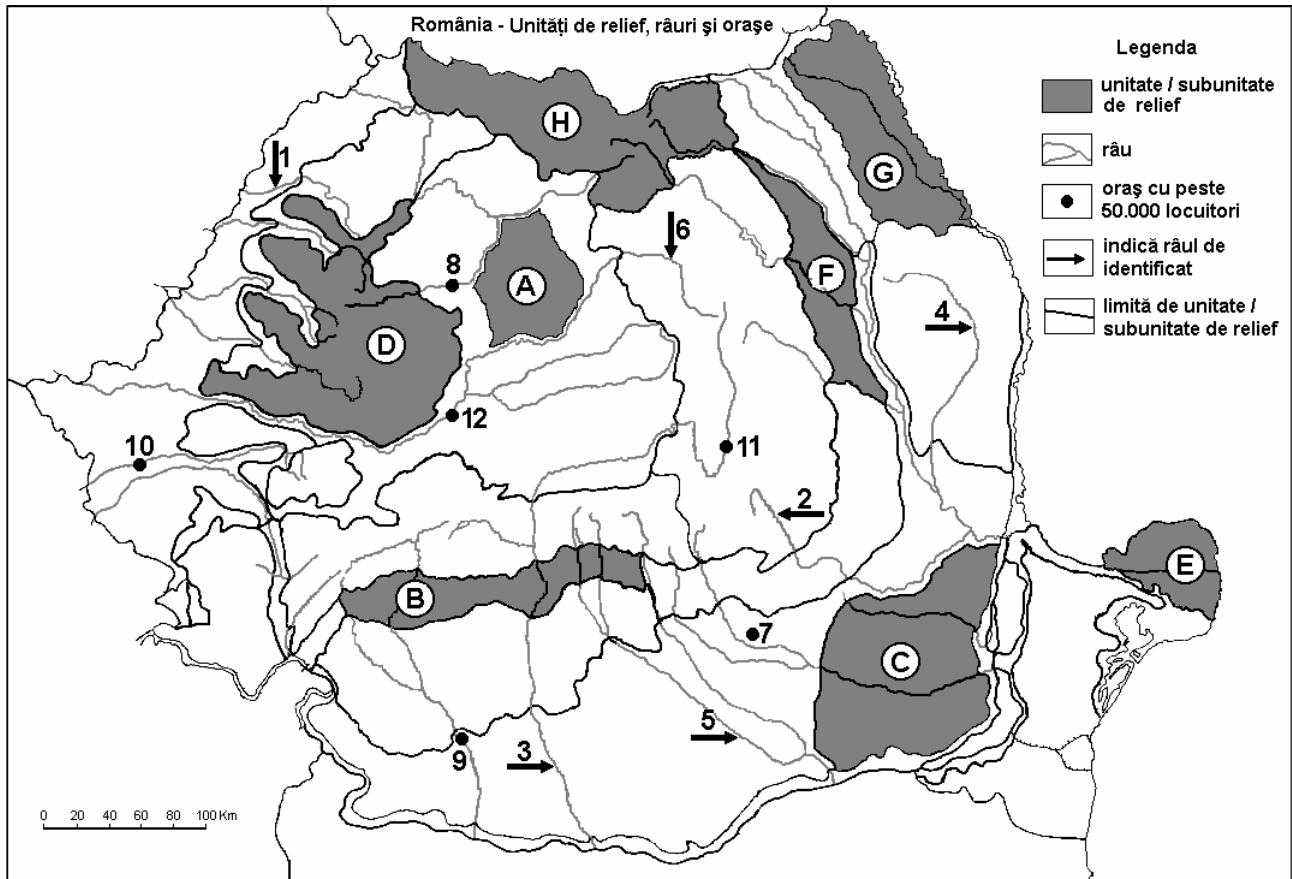 România - Unităţi de relief, râuri şi oraşe
Legenda
unitate / subunitate
de relief
râu
oraş cu peste
50.000 locuitori
indică râul de
identificat
limită de unitate /
subunitate de relief
H
1
G
6
F
8
A
4
D
12
10
11
2
E
B
7
C
5
9
3
0 20 40 60 80 100 Km